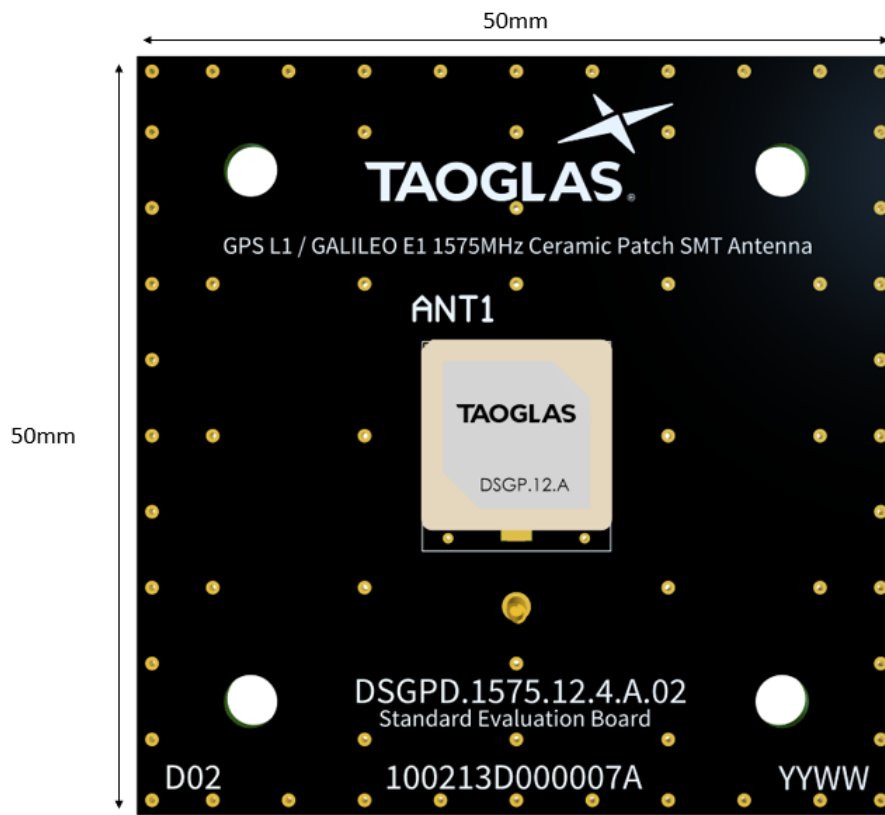 50mm
TAOGLAS®
GPS L1 / GALILEO E1 1575MHz Ceramic Patch SMT Antenna
ANT1
TAOGLAS
50mm
DSGP.12.A
DSGPD.1575.12.4.A.02
Standard Evaluation Board
D02 100213D000007A YYWW